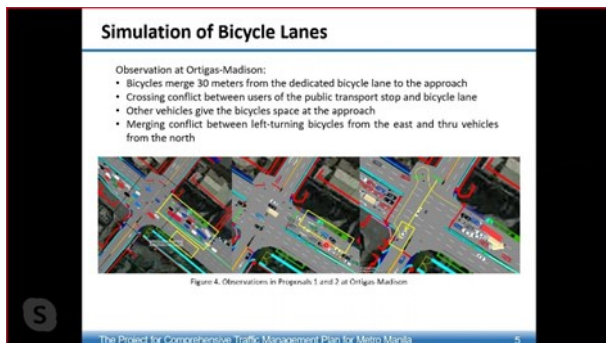 Simulation of Bicycle Lanes
Observation at Ortigas-Madison:
• Bicycles merge 30 meters from the dedicated bicycle lane to the approach
• Crossing conflict between users of the public transport stop and bicycle lane
• Other vehicles give the bicycles space at the approach
• Merging conflict between left-turning bicycles from the east and thru vehicles
from the north
Figure 4. Observations in Proposals 1 and 2 at Ortigas-Madison
S
The Project for Comprehensive Traffic Management Plan for Metro Manila
5